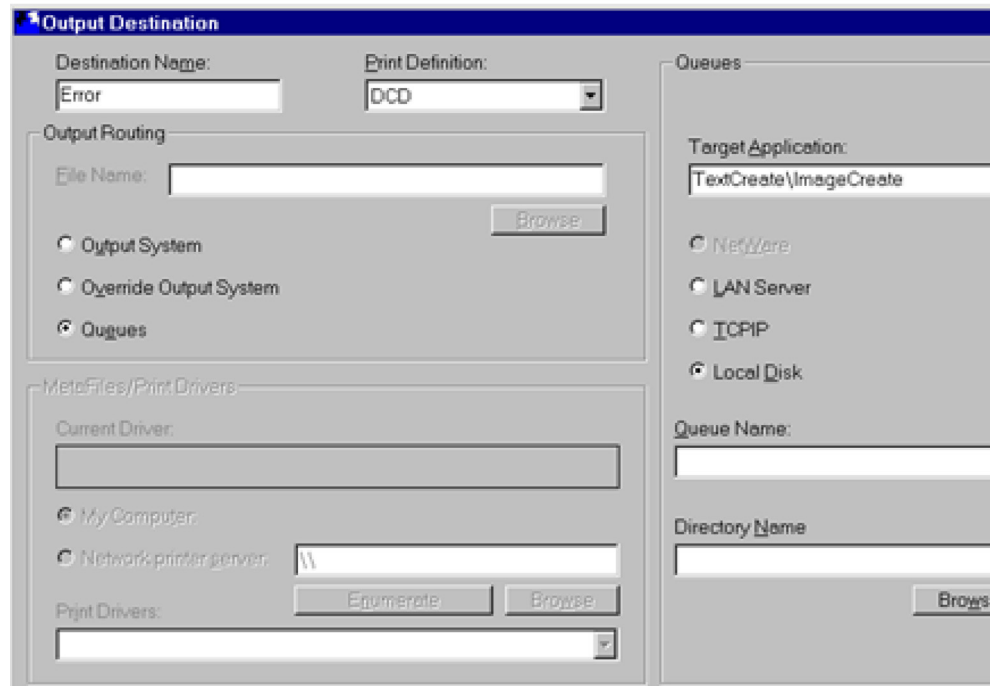 Output Destination
Destination Name:
Error
Print Definition:
DCD
Output Routing
File Name:
Browse
Output System
Override Output System
Queues
MetaFiles/Print Drivers
Current Driver:
My Computer:
Network printer server:
\\
Enumerate
Browse
Print Drivers:
Queues
Target Application:
TextCreate\ImageCreate
NetWare
LAN Server
TCPIP
Local Disk
Queue Name:
Directory Name
Brows